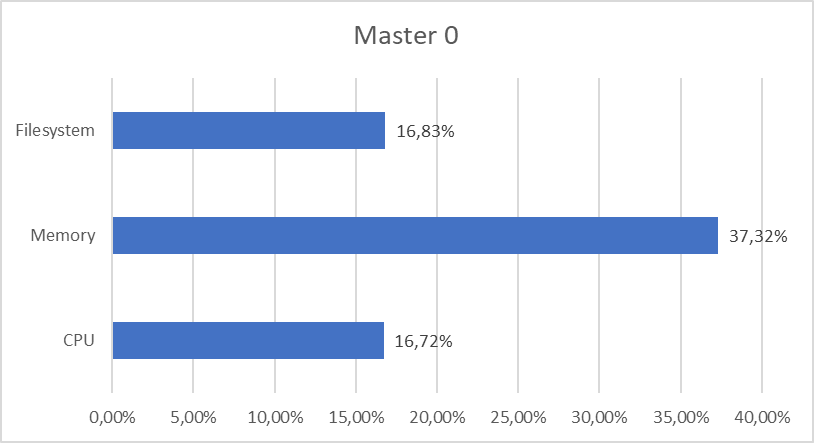 Master 0
Filesystem
16,83%
Memory
37,32%
CPU
16,72%
0,00% 5,00% 10,00% 15,00% 20,00% 25,00% 30,00% 35,00% 40,00%